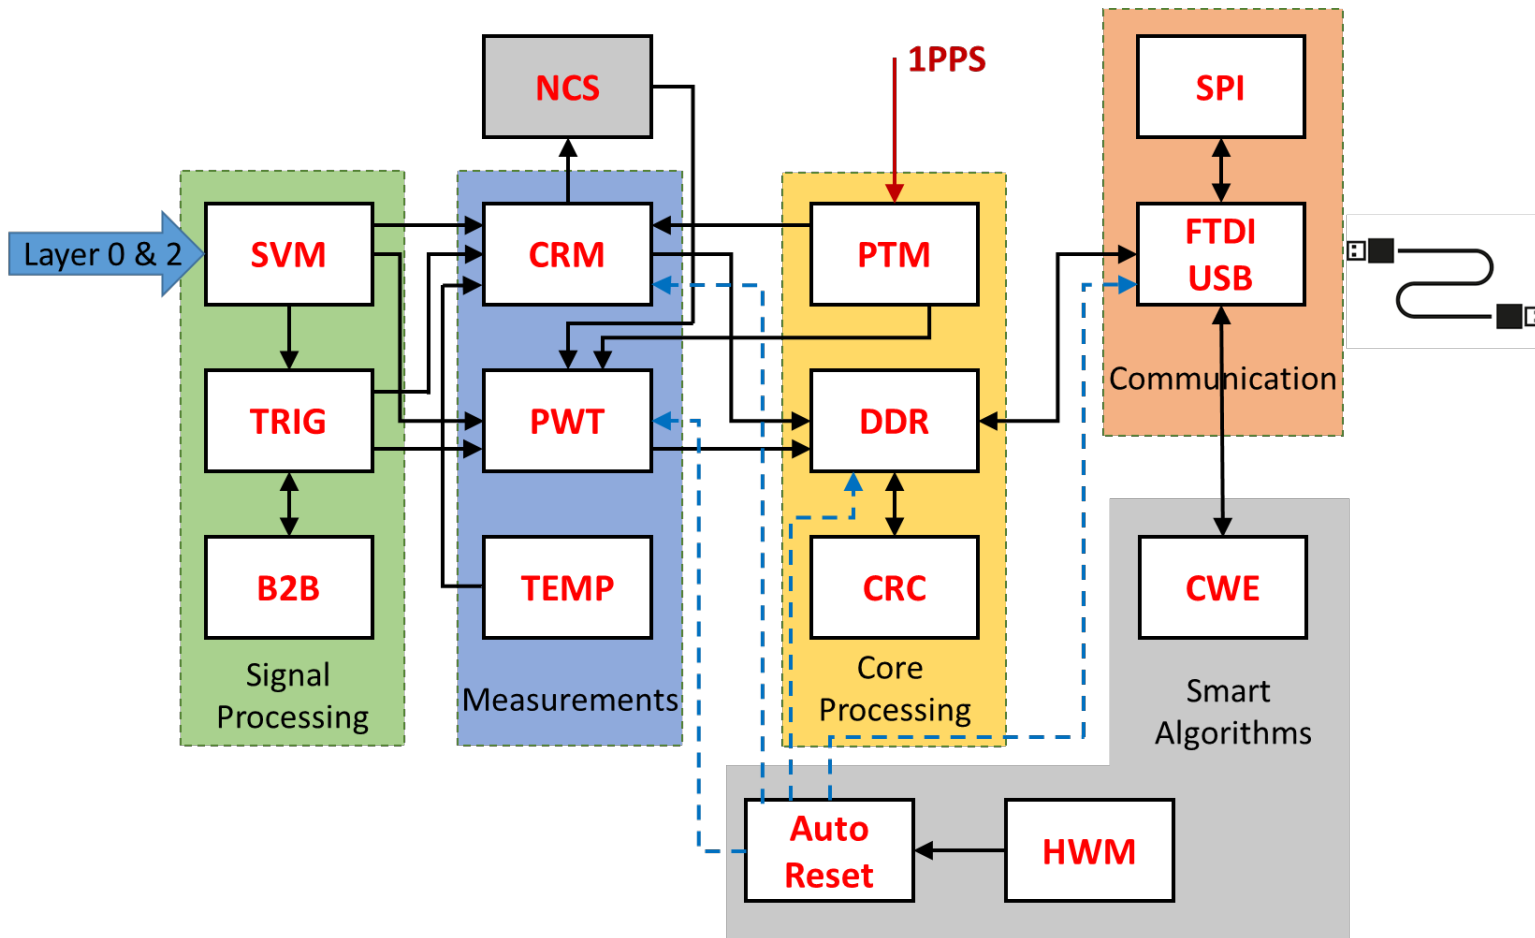 NCS
1PPS
SPI
Layer 0 & 2
SVM
CRM
PTM
FTDI
USB
Communication
TRIG
PWT
DDR
B2B
TEMP
CRC
CWE
Signal
Processing
Measurements
Core
Processing
Smart
Algorithms
Auto
Reset
HWM